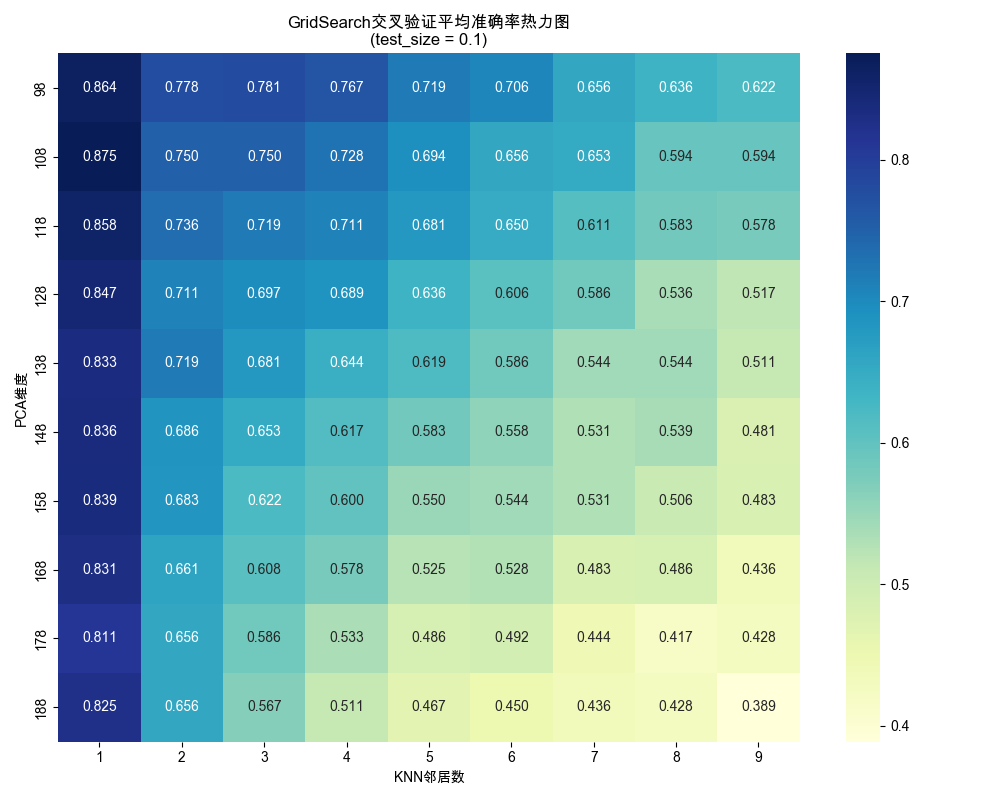 GridSearch交叉验证平均准确率热力图
(test_size = 0.1)
PCA维度
98 0.864 0.778 0.781 0.767 0.719 0.706 0.656 0.636 0.622
108 0.875 0.750 0.750 0.728 0.694 0.656 0.653 0.594 0.594
118 0.858 0.736 0.719 0.711 0.681 0.650 0.611 0.583 0.578
128 0.847 0.711 0.697 0.689 0.636 0.606 0.586 0.536 0.517
138 0.833 0.719 0.681 0.644 0.619 0.586 0.544 0.544 0.511
148 0.836 0.686 0.653 0.617 0.583 0.558 0.531 0.539 0.481
158 0.839 0.683 0.622 0.600 0.550 0.544 0.531 0.506 0.483
168 0.831 0.661 0.608 0.578 0.525 0.528 0.483 0.486 0.436
178 0.811 0.656 0.586 0.533 0.486 0.492 0.444 0.417 0.428
188 0.825 0.656 0.567 0.511 0.467 0.450 0.436 0.428 0.389
1 2 3 4 5 6 7 8 9
KNN邻居数
0.8
0.7
0.6
0.5
0.4